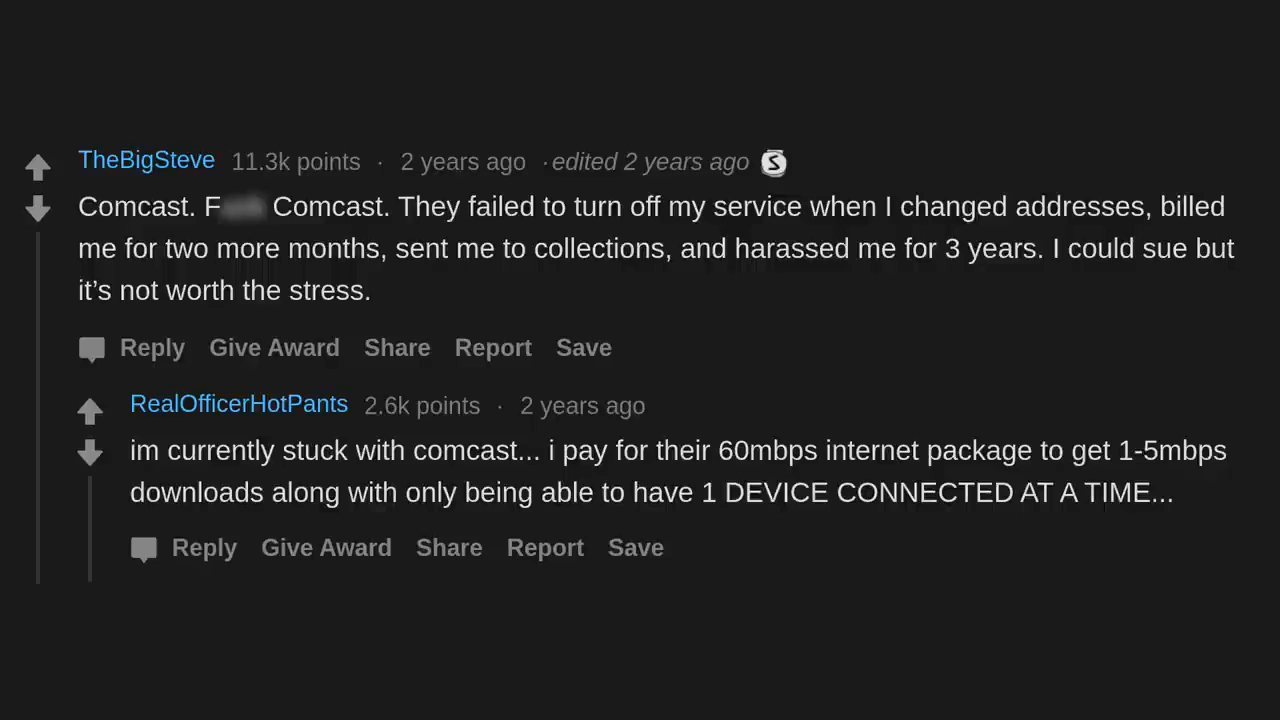 TheBigSteve 11.3k points · 2 years ago · edited 2 years ago S
Comcast. F Comcast. They failed to turn off my service when I changed addresses, billed
me for two more months, sent me to collections, and harassed me for 3 years. I could sue but
it’s not worth the stress.
Reply Give Award Share Report Save
RealOfficerHotPants 2.6k points · 2 years ago
im currently stuck with comcast... i pay for their 60mbps internet package to get 1-5mbps
downloads along with only being able to have 1 DEVICE CONNECTED AT A TIME...
Reply Give Award Share Report Save